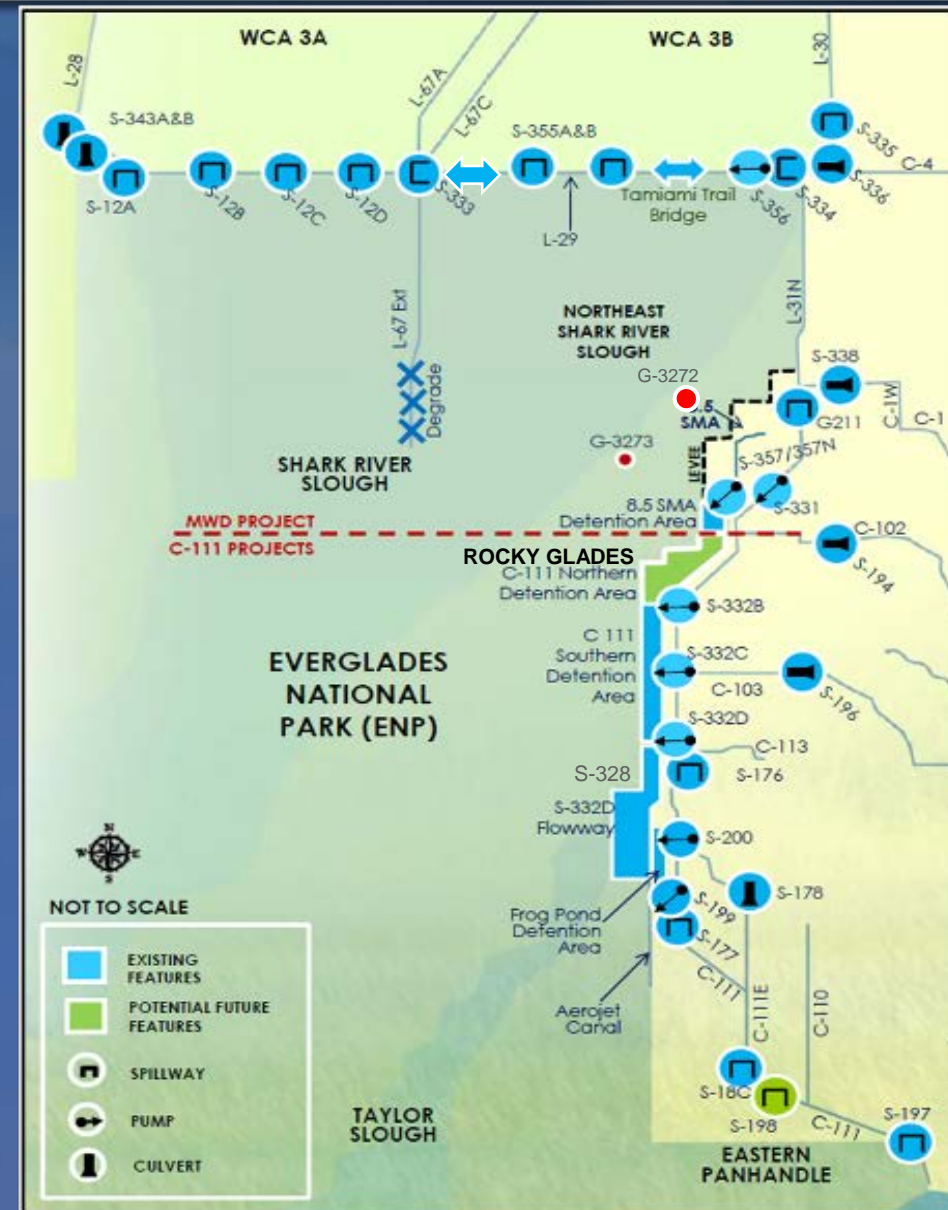 WCA 3A
WCA 3B
L-28
L-67A
L-67C
L-30
S-343A&B
S-355A&B
S-335
C-4
S-12A
S-12B
S-12C
S-12D
S-333
L-29
Tamiami Trail
Bridge
S-356
S-334
S-336
L-67 Ext
L-31N
NORTHEAST
SHARK RIVER
SLOUGH
S-338
G-3272
8.5
SMA
G211
C-1W
C-1
Degrade
G-3273
SHARK RIVER
SLOUGH
LEVEE
S-357/357N
S-331
8.5 SMA
Detention Area
MWD PROJECT
C-111 PROJECTS
C-102
S-194
ROCKY GLADES
C-111 Northern
Detention Area
S-332B
C 111
Southern
Detention
Area
S-332C
C-103
S-196
EVERGLADES
NATIONAL
PARK (ENP)
S-332D
C-113
S-328
S-176
S-332D
Flowway
S-200
N
W
E
S
NOT TO SCALE
S-178
S-199
S-177
Frog Pond
Detention
Area
C-111
C-111E
C-110
Aerojet
Canal
EXISTING
FEATURES
POTENTIAL FUTURE
FEATURES
SPILLWAY
PUMP
CULVERT
TAYLOR
SLOUGH
S-18C
S-198
C-111
S-197
EASTERN
PANHANDLE